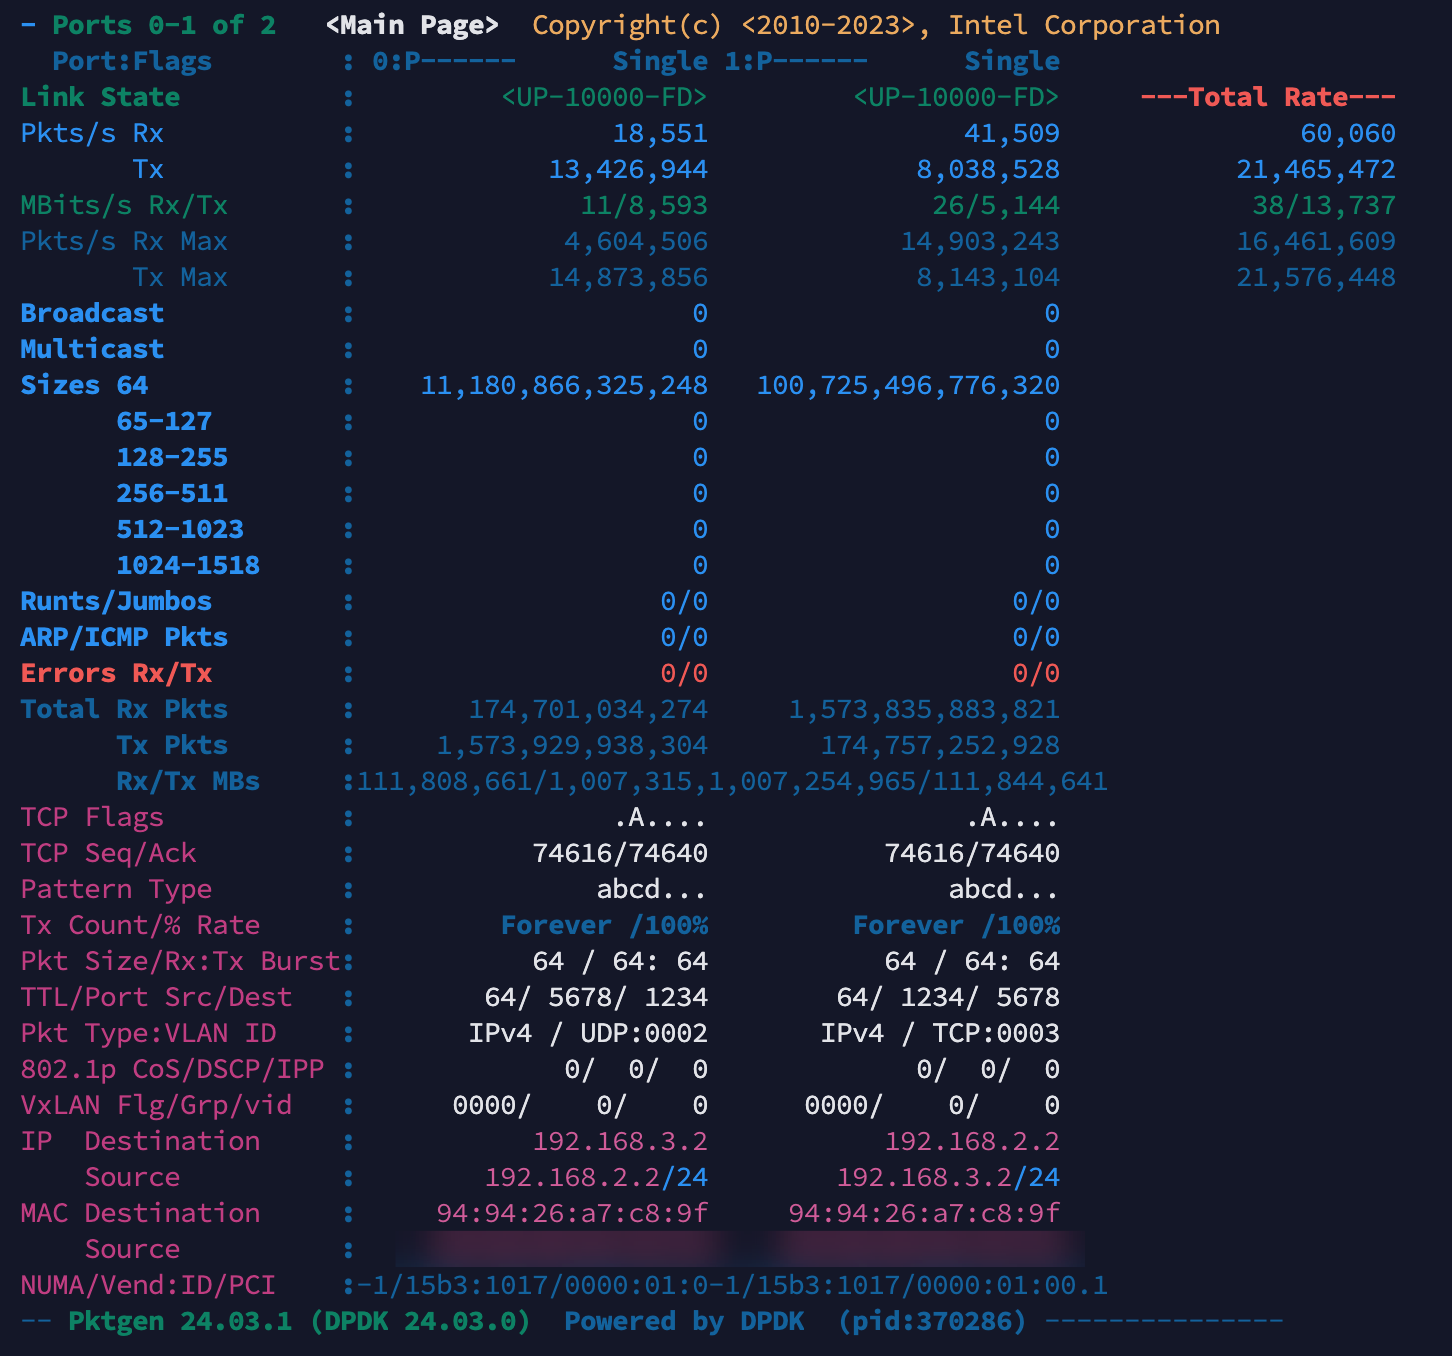 - Ports 0-1 of 2   <Main Page>  Copyright(c) <2010-2023>, Intel Corporation
  Port:Flags        : 0:P------      Single 1:P------      Single
Link State          :         <UP-10000-FD>         <UP-10000-FD>     ---Total Rate---
Pkts/s Rx           :                18,551                41,509               60,060
       Tx           :            13,426,944             8,038,528           21,465,472
MBits/s Rx/Tx       :              11/8,593              26/5,144            38/13,737
Pkts/s Rx Max       :             4,604,506            14,903,243           16,461,609
       Tx Max       :            14,873,856             8,143,104           21,576,448
Broadcast           :                     0                     0
Multicast           :                     0                     0
Sizes 64            :    11,180,866,325,248   100,725,496,776,320
      65-127        :                     0                     0
      128-255       :                     0                     0
      256-511       :                     0                     0
      512-1023      :                     0                     0
      1024-1518     :                     0                     0
Runts/Jumbos        :                   0/0                   0/0
ARP/ICMP Pkts       :                   0/0                   0/0
Errors Rx/Tx        :                   0/0                   0/0
Total Rx Pkts       :       174,701,034,274     1,573,835,883,821
      Tx Pkts       :     1,573,929,938,304       174,757,252,928
      Rx/Tx MBs     :111,808,661/1,007,315,1,007,254,965/111,844,641
TCP Flags           :                .A....                .A....
TCP Seq/Ack         :           74616/74640           74616/74640
Pattern Type        :               abcd...               abcd...
Tx Count/% Rate     :         Forever /100%         Forever /100%
Pkt Size/Rx:Tx Burst:           64 / 64: 64           64 / 64: 64
TTL/Port Src/Dest   :        64/ 5678/ 1234        64/ 1234/ 5678
Pkt Type:VLAN ID    :       IPv4 / UDP:0002       IPv4 / TCP:0003
802.1p CoS/DSCP/IPP :             0/  0/  0             0/  0/  0
VxLAN Flg/Grp/vid   :      0000/    0/    0      0000/    0/    0
IP  Destination     :           192.168.3.2           192.168.2.2
    Source          :        192.168.2.2/24        192.168.3.2/24
MAC Destination     :     94:94:26:a7:c8:9f     94:94:26:a7:c8:9f
    Source          :
NUMA/Vend:ID/PCI    :-1/15b3:1017/0000:01:0-1/15b3:1017/0000:01:00.1
-- Pktgen 24.03.1 (DPDK 24.03.0)  Powered by DPDK  (pid:370286) ---------------